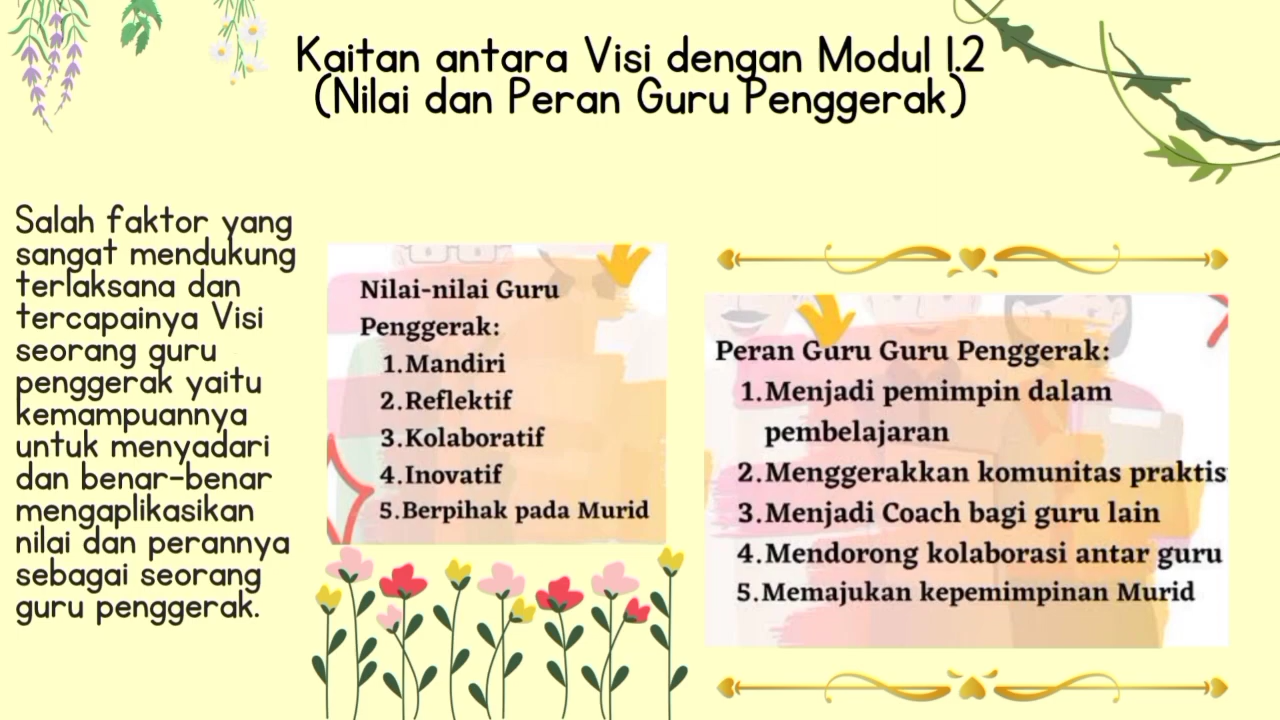 Kaitan antara Visi dengan Modul 1.2
(Nilai dan Peran Guru Penggerak)
Salah faktor yang
sangat mendukung
terlaksana dan
tercapainya Visi
seorang guru
penggerak yaitu
kemampuannya
untuk menyadari
dan benar-benar
mengaplikasikan
nilai dan perannya
sebagai seorang
guru penggerak.
Nilai-nilai Guru
Penggerak:
1.Mandiri
2.Reflektif
3.Kolaboratif
4.Inovatif
5.Berpihak pada Murid
Peran Guru Guru Penggerak:
1.Menjadi pemimpin dalam
pembelajaran
2.Menggerakkan komunitas praktis
3.Menjadi Coach bagi guru lain
4.Mendorong kolaborasi antar guru
5.Memajukan kepemimpinan Murid